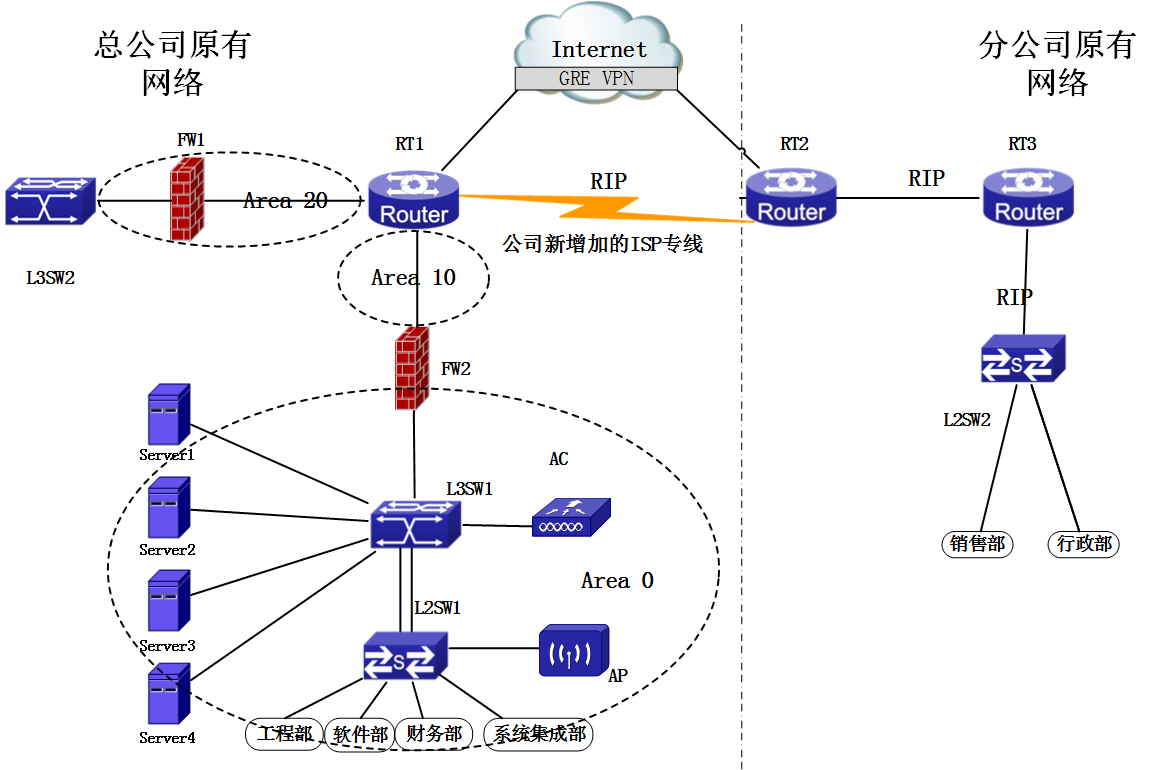 总公司原有
网络
Internet
GRE VPN
分公司原有
网络
FW1
RT1
RT2
RT3
Area 20
Router
RIP
Router
RIP
Router
公司新增加的ISP专线
L3SW2
Area 10
RIP
FW2
S
L2SW2
Server1
AC
L3SW1
Server2
销售部
行政部
Area 0
L2SW1
Server3
S
AP
Server4
工程部
软件部
财务部
系统集成部